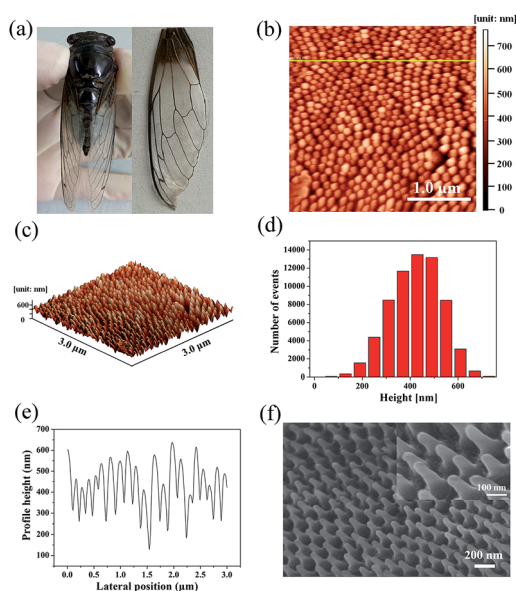 (a)
(b)
[unit: nm]
700
600
500
400
300
200
100
0
1.0 μm
(c)
[unit: nm]
600
0
3.0 μm
3.0 μm
(d)
Number of events
14000
12000
10000
8000
6000
4000
2000
0
0
200
400
600
Height [nm]
(e)
Profile height (nm)
700
600
500
400
300
200
100
0.0
0.5
1.0
1.5
2.0
2.5
3.0
Lateral position (μm)
(f)
100 nm
200 nm